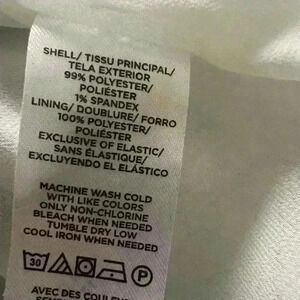 SHELL/ TISSU PRINCIPAL/
TELA EXTERIOR
99% POLYESTER/
POLIÉSTER
1% SPANDEX
LINING/ DOUBLURE/ FORRO
100% POLYESTER/
POLIÉSTER
EXCLUSIVE OF ELASTIC/
SANS ÉLASTIQUE/
EXCLUYENDO EL ELÁSTICO
MACHINE WASH COLD
WITH LIKE COLORS
ONLY NON-CHLORINE
BLEACH WHEN NEEDED
TUMBLE DRY LOW
COOL IRON WHEN NEEDED
30 P
AVEC DES COULEURS